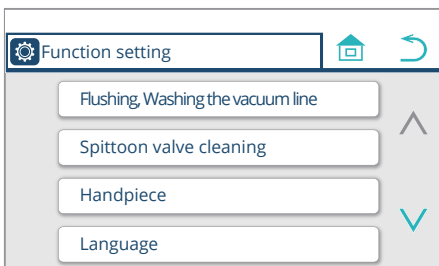 Function setting
Flushing, Washing the vacuum line
Spittoon valve cleaning
Handpiece
Language